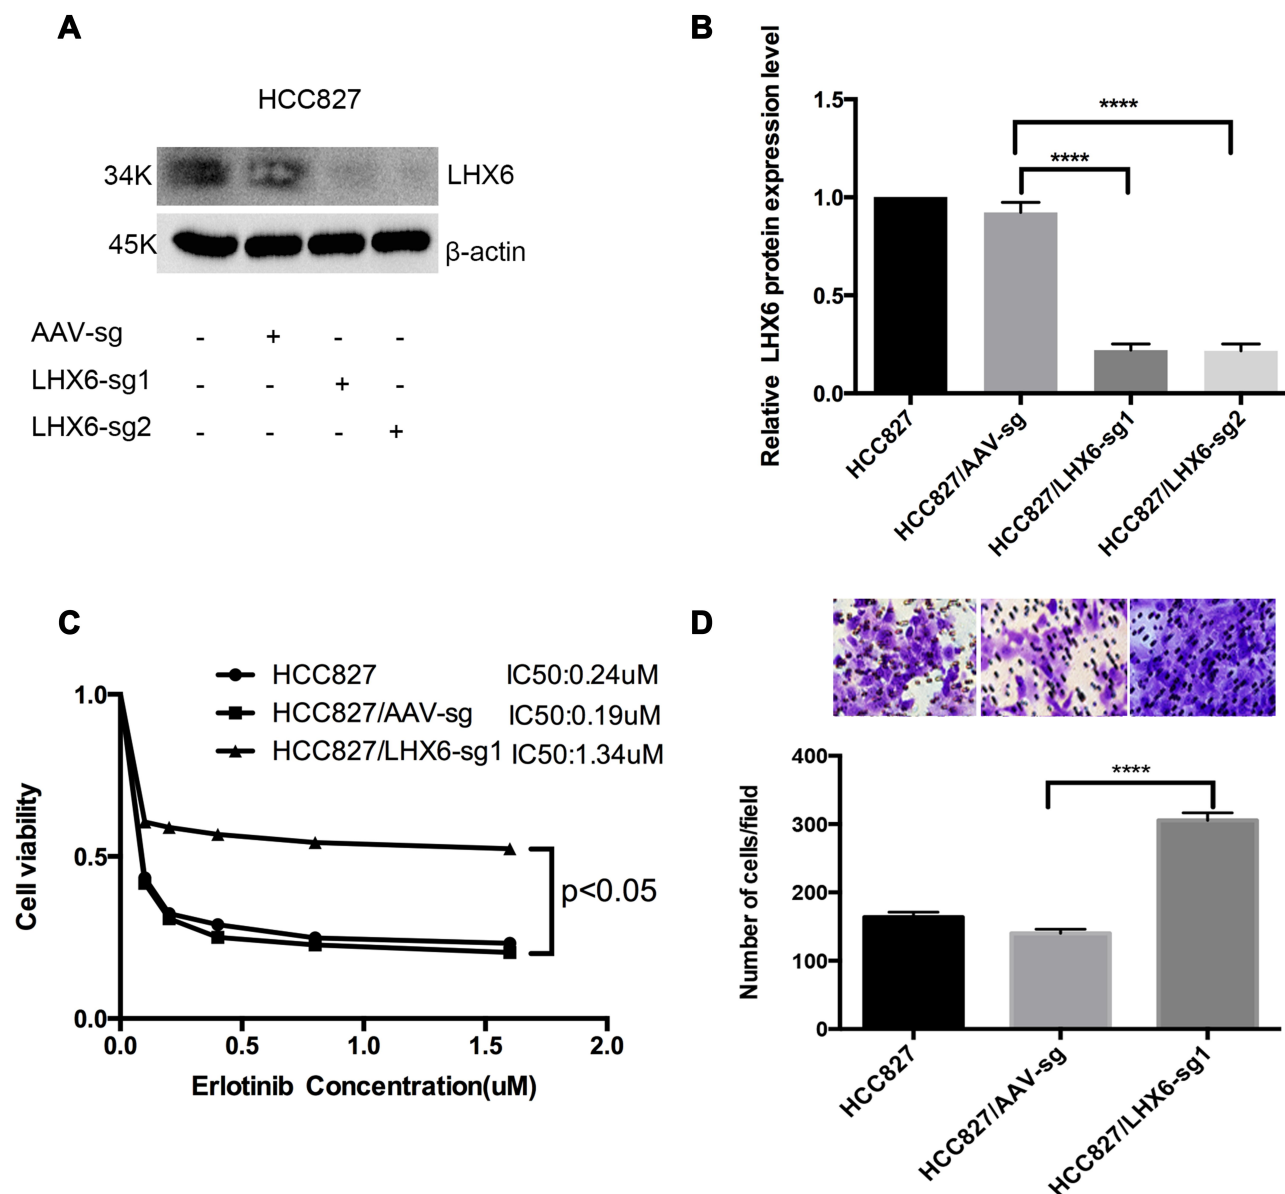 A
HCC827
34K LHX6
45K β-actin
AAV-sg - + - -
LHX6-sg1 - - + -
LHX6-sg2 - - - +
B
Relative LHX6 protein expression level
1.5
1.0
0.5
0.0
****
****
HCC827
HCC827/AAV-sg
HCC827/LHX6-sg1
HCC827/LHX6-sg2
C
HCC827 IC50:0.24uM
HCC827/AAV-sg IC50:0.19uM
HCC827/LHX6-sg1 IC50:1.34uM
Cell viability
1.0
0.5
0.0
p<0.05
0.0 0.5 1.0 1.5 2.0
Erlotinib Concentration(uM)
D
Number of cells/field
400
300
200
100
0
****
HCC827
HCC827/AAV-sg
HCC827/LHX6-sg1